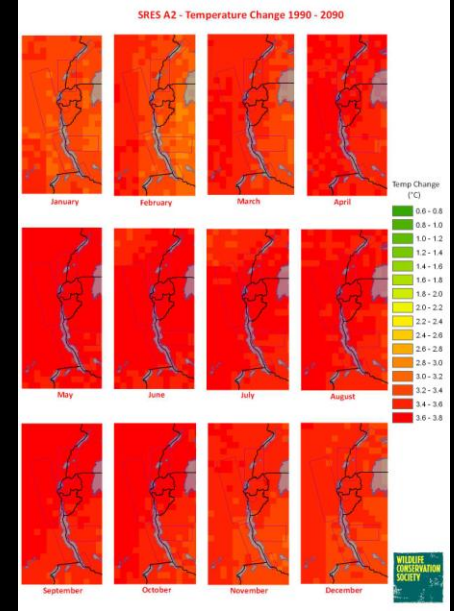 SRES A2 - Temperature Change 1990 - 2090
January
February
March
April
Temp Change
(°C)
0.6 - 0.8
0.8 - 1.0
1.0 - 1.2
1.2 - 1.4
1.4 - 1.6
1.6 - 1.8
1.8 - 2.0
2.0 - 2.2
2.2 - 2.4
2.4 - 2.6
2.6 - 2.8
2.8 - 3.0
3.0 - 3.2
3.2 - 3.4
3.4 - 3.6
3.6 - 3.8
May
June
July
August
September
October
November
December
WILDLIFE
CONSERVATION
SOCIETY